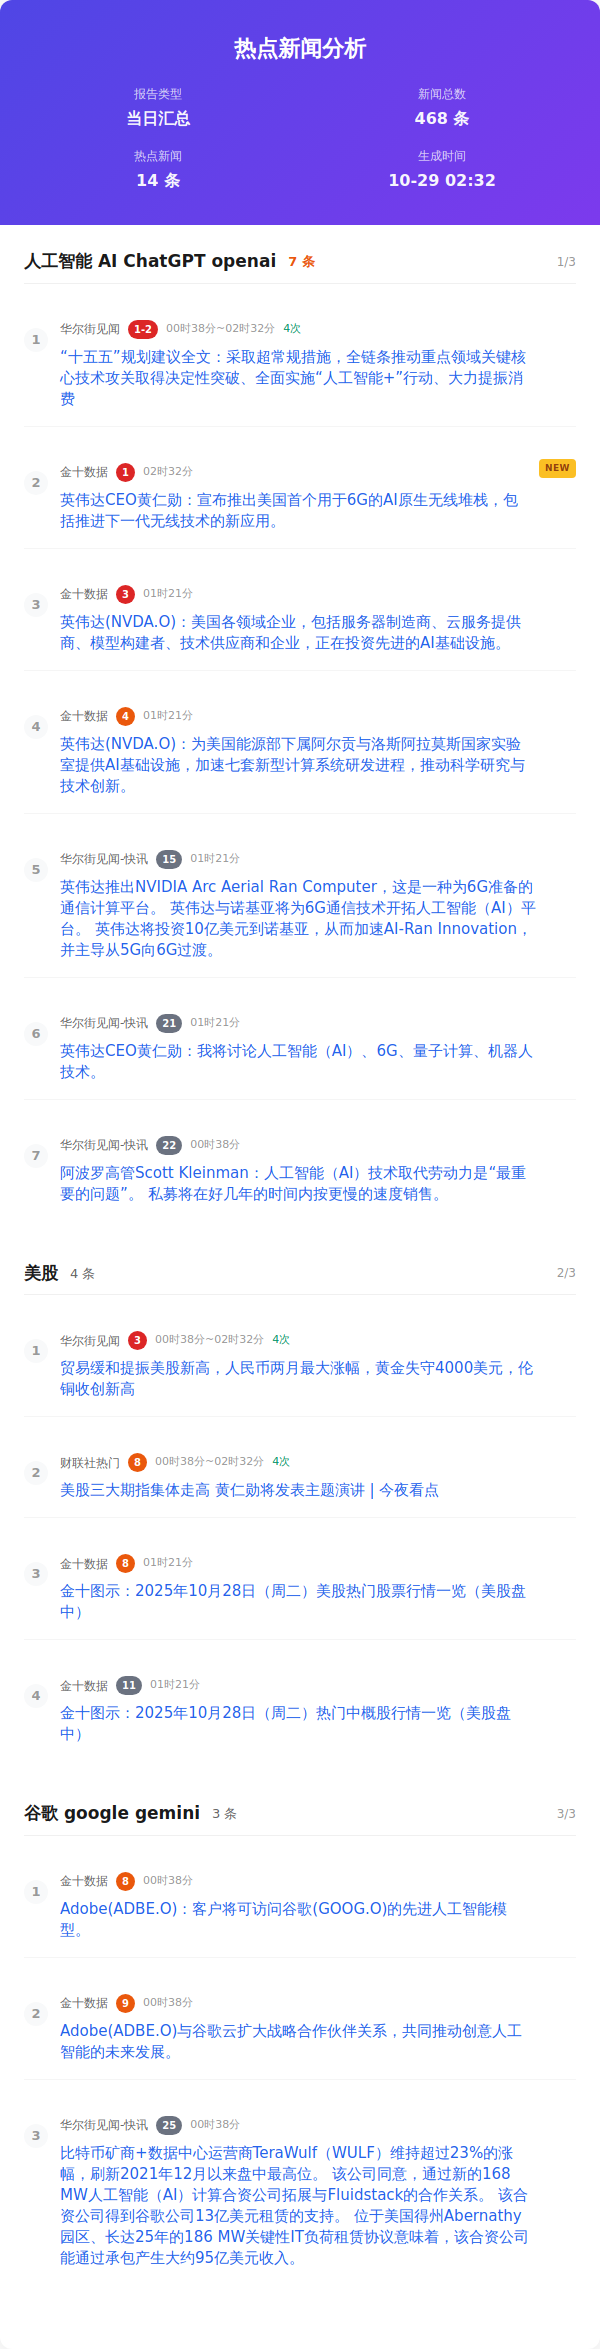 热点新闻分析
报告类型
新闻总数
当日汇总
468 条
热点新闻
生成时间
14 条
10-29 02:32
人工智能 AI ChatGPT openai 7 条 1/3
1
华尔街见闻 1-2 00时38分~02时32分 4次
“十五五”规划建议全文：采取超常规措施，全链条推动重点领域关键核
心技术攻关取得决定性突破、全面实施“人工智能+”行动、大力提振消
费
2
金十数据 1 02时32分
NEW
英伟达CEO黄仁勋：宣布推出美国首个用于6G的AI原生无线堆栈，包
括推进下一代无线技术的新应用。
3
金十数据 3 01时21分
英伟达(NVDA.O)：美国各领域企业，包括服务器制造商、云服务提供
商、模型构建者、技术供应商和企业，正在投资先进的AI基础设施。
4
金十数据 4 01时21分
英伟达(NVDA.O)：为美国能源部下属阿尔贡与洛斯阿拉莫斯国家实验
室提供AI基础设施，加速七套新型计算系统研发进程，推动科学研究与
技术创新。
5
华尔街见闻-快讯 15 01时21分
英伟达推出NVIDIA Arc Aerial Ran Computer，这是一种为6G准备的
通信计算平台。 英伟达与诺基亚将为6G通信技术开拓人工智能（AI）平
台。 英伟达将投资10亿美元到诺基亚，从而加速AI-Ran Innovation，
并主导从5G向6G过渡。
6
华尔街见闻-快讯 21 01时21分
英伟达CEO黄仁勋：我将讨论人工智能（AI）、6G、量子计算、机器人
技术。
7
华尔街见闻-快讯 22 00时38分
阿波罗高管Scott Kleinman：人工智能（AI）技术取代劳动力是“最重
要的问题”。 私募将在好几年的时间内按更慢的速度销售。
美股 4 条 2/3
1
华尔街见闻 3 00时38分~02时32分 4次
贸易缓和提振美股新高，人民币两月最大涨幅，黄金失守4000美元，伦
铜收创新高
2
财联社热门 8 00时38分~02时32分 4次
美股三大期指集体走高 黄仁勋将发表主题演讲 | 今夜看点
3
金十数据 8 01时21分
金十图示：2025年10月28日（周二）美股热门股票行情一览（美股盘
中）
4
金十数据 11 01时21分
金十图示：2025年10月28日（周二）热门中概股行情一览（美股盘
中）
谷歌 google gemini 3 条 3/3
1
金十数据 8 00时38分
Adobe(ADBE.O)：客户将可访问谷歌(GOOG.O)的先进人工智能模
型。
2
金十数据 9 00时38分
Adobe(ADBE.O)与谷歌云扩大战略合作伙伴关系，共同推动创意人工
智能的未来发展。
3
华尔街见闻-快讯 25 00时38分
比特币矿商+数据中心运营商TeraWulf（WULF）维持超过23%的涨
幅，刷新2021年12月以来盘中最高位。 该公司同意，通过新的168
MW人工智能（AI）计算合资公司拓展与Fluidstack的合作关系。 该合
资公司得到谷歌公司13亿美元租赁的支持。 位于美国得州Abernathy
园区、长达25年的186 MW关键性IT负荷租赁协议意味着，该合资公司
能通过承包产生大约95亿美元收入。